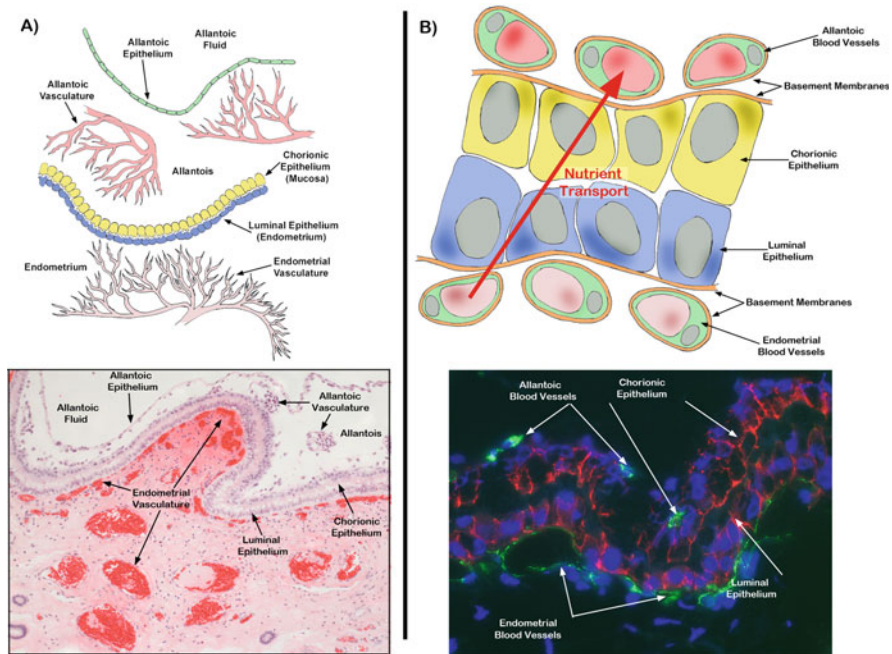 A)
Allantoic
Epithelium
Allantoic
Fluid
Allantoic
Vasculature
Allantois
Chorionic
Epithelium
(Mucosa)
Luminal Epithelium
(Endometrium)
Endometrium
Endometrial
Vasculature
Allantoic
Epithelium
Allantoic
Fluid
Allantoic
Vasculature
Allantois
Endometrial
Vasculature
Luminal
Epithelium
Chorionic
Epithelium
B)
Allantoic
Blood Vessels
Basement Membranes
Chorionic
Epithelium
Nutrient
Transport
Luminal
Epithelium
Basement Membranes
Endometrial
Blood Vessels
Allantoic
Blood Vessels
Chorionic
Epithelium
Luminal
Epithelium
Endometrial
Blood Vessels